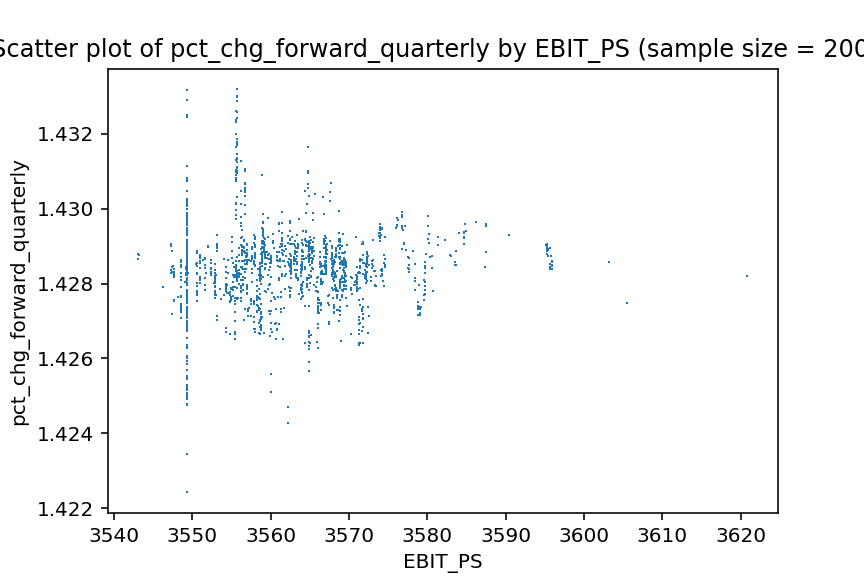 Scatter plot of pct_chg_forward_quarterly by EBIT_PS (sample size = 200
1.432
1.430
1.428
1.426
1.424
1.422
pct_chg_forward_quarterly
3540 3550 3560 3570 3580 3590 3600 3610 3620
EBIT_PS